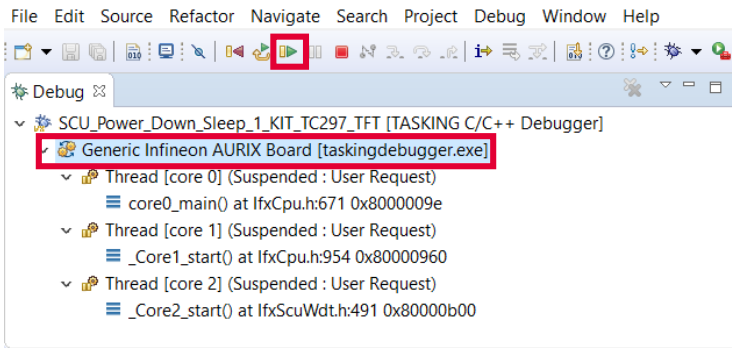 File Edit Source Refactor Navigate Search Project Debug Window Help
Debug
SCU_Power_Down_Sleep_1_KIT_TC297_TFT [TASKING C/C++ Debugger]
Generic Infineon AURIX Board [taskingdebugger.exe]
Thread [core 0] (Suspended : User Request)
core0_main() at IfxCpu.h:671 0x8000009e
Thread [core 1] (Suspended : User Request)
_Core1_start() at IfxCpu.h:954 0x80000960
Thread [core 2] (Suspended : User Request)
_Core2_start() at IfxScuWdt.h:491 0x80000b00